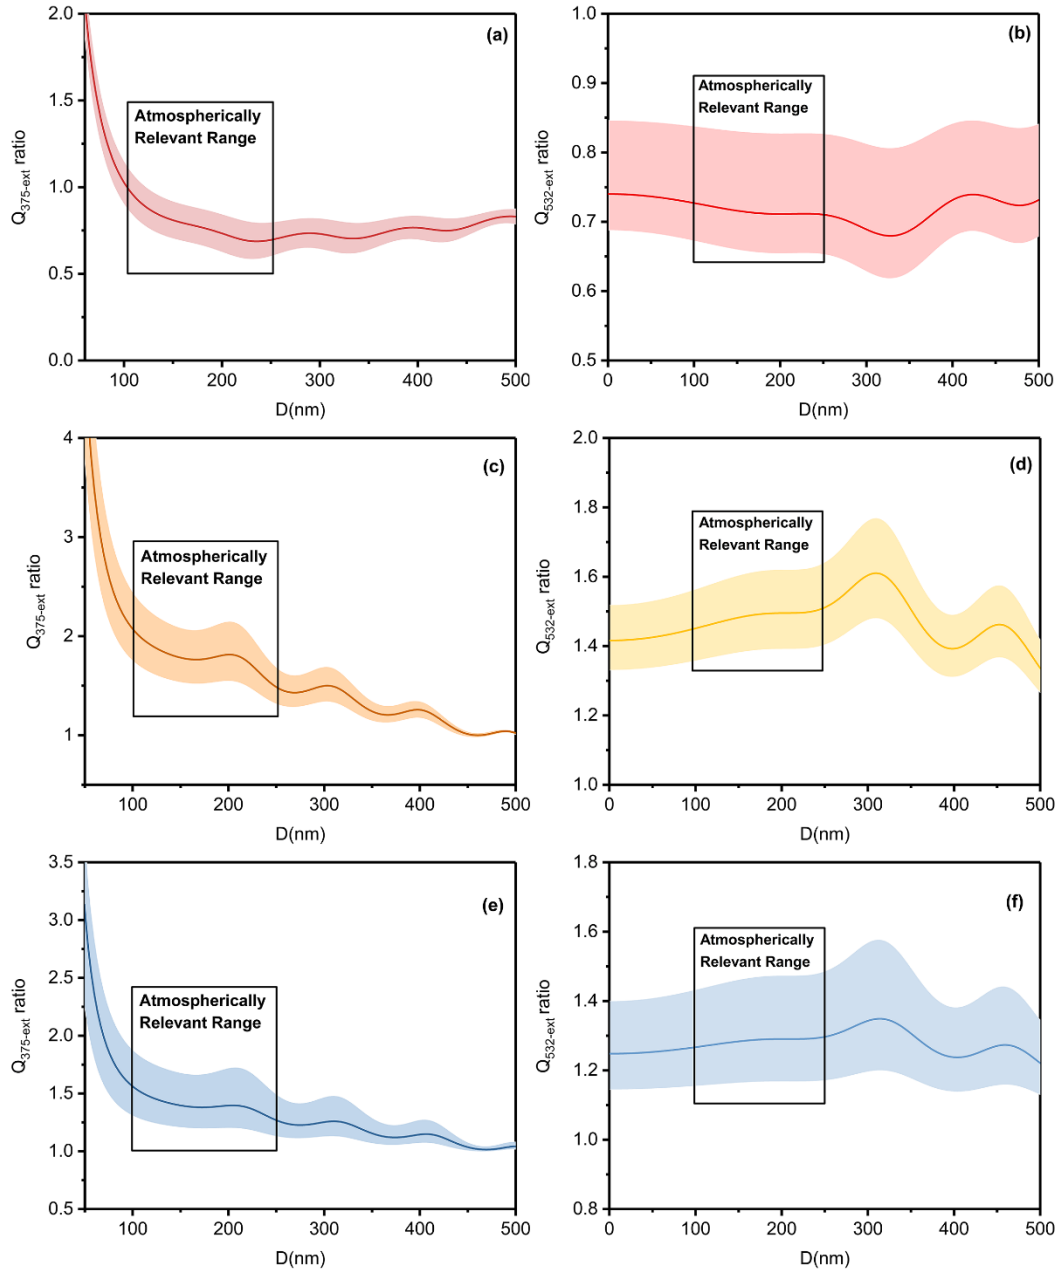 (a)
Q375-ext ratio
2.0
1.5
1.0
0.5
0.0
Atmospherically
Relevant Range
100 200 300 400 500
D(nm)
(b)
Q532-ext ratio
1.0
0.9
0.8
0.7
0.6
0.5
Atmospherically
Relevant Range
0 100 200 300 400 500
D(nm)
(c)
Q375-ext ratio
4
3
2
1
Atmospherically
Relevant Range
100 200 300 400 500
D(nm)
(d)
Q532-ext ratio
2.0
1.8
1.6
1.4
1.2
1.0
Atmospherically
Relevant Range
0 100 200 300 400 500
D(nm)
(e)
Q375-ext ratio
3.5
3.0
2.5
2.0
1.5
1.0
0.5
Atmospherically
Relevant Range
100 200 300 400 500
D(nm)
(f)
Q532-ext ratio
1.8
1.6
1.4
1.2
1.0
0.8
Atmospherically
Relevant Range
0 100 200 300 400 500
D(nm)